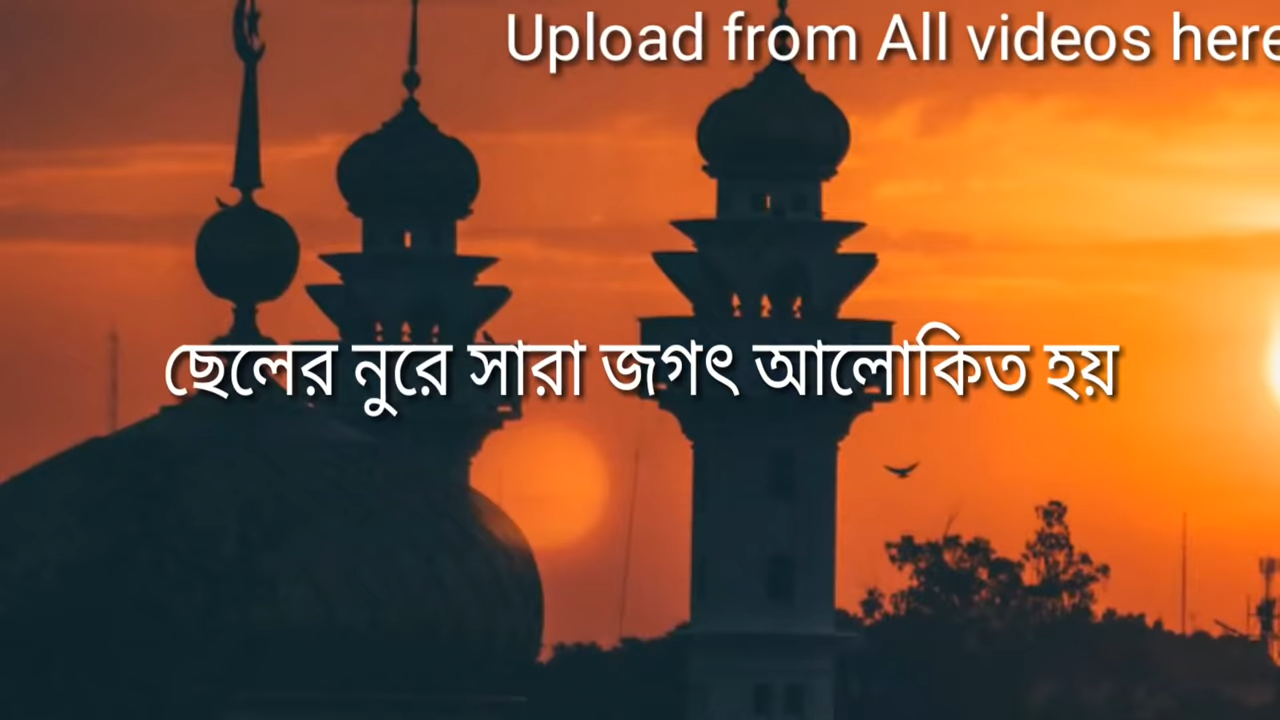 Upload from All videos here
ছেলের নুরে সারা জগৎ আলোকিত হয়